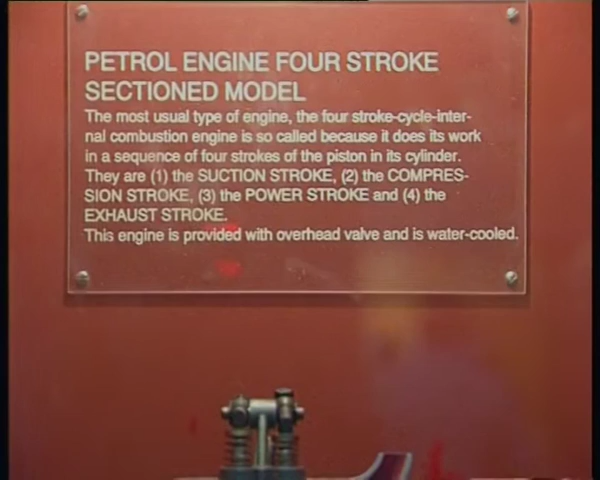 PETROL ENGINE FOUR STROKE
SECTIONED MODEL
The most usual type of engine, the four stroke-cycle-inter-
nal combustion engine is so called because it does its work
in a sequence of four strokes of the piston in its cylinder.
They are (1) the SUCTION STROKE, (2) the COMPRES-
SION STROKE, (3) the POWER STROKE and (4) the
EXHAUST STROKE.
This engine is provided with overhead valve and is water-cooled.